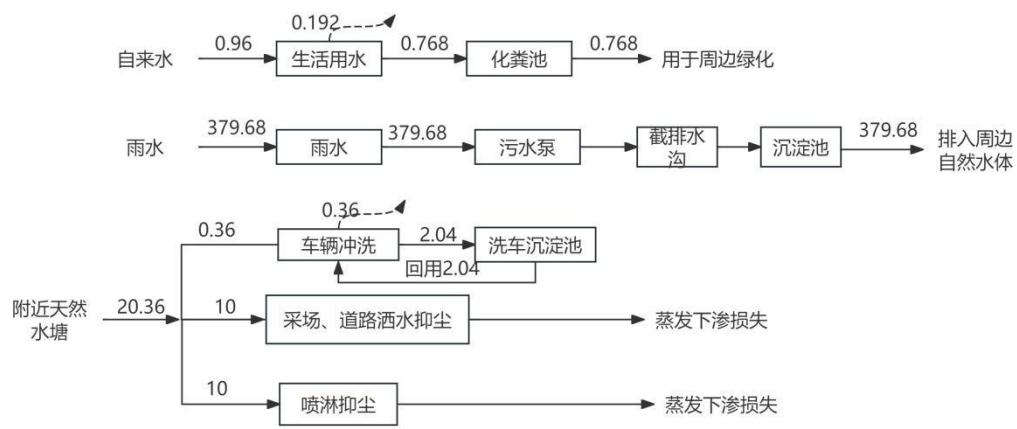 0.192
0.96
0.768
0.768
自来水
生活用水
化粪池
用于周边绿化
379.68
379.68
379.68
雨水
雨水
污水泵
截排水
沟
沉淀池
排入周边
自然水体
0.36
0.36
2.04
车辆冲洗
洗车沉淀池
回用2.04
附近天然
水塘
20.36
10
采场、道路洒水抑尘
蒸发下渗损失
10
喷淋抑尘
蒸发下渗损失